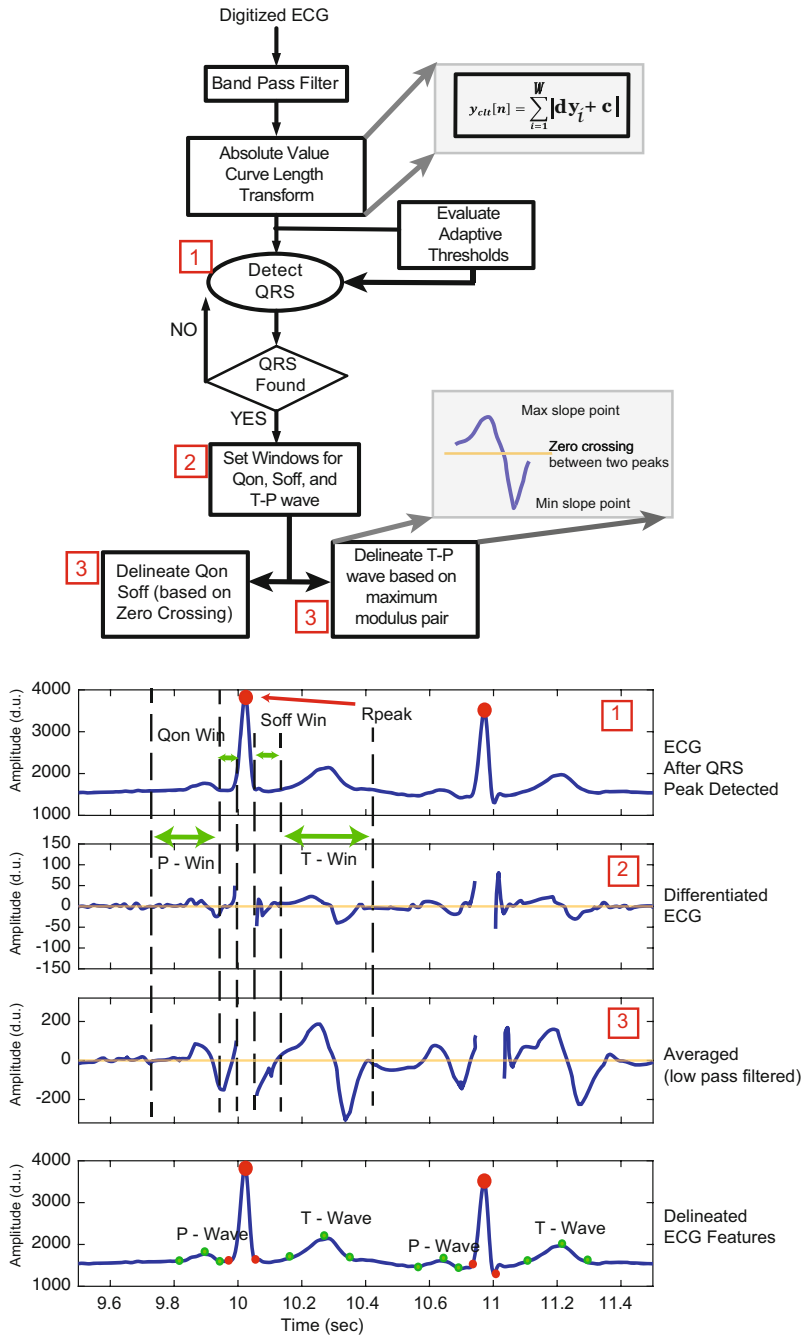 Digitized ECG
Band Pass Filter
W
y_clt[n] = ∑|dy_i + c|
i=1
Absolute Value
Curve Length
Transform
Evaluate
Adaptive
Thresholds
1
Detect
QRS
NO
QRS
Found
YES
Max slope point
Zero crossing
between two peaks
Min slope point
2
Set Windows for
Qon, Soff, and
T-P wave
3
Delineate Qon
Soff (based on
Zero Crossing)
3
Delineate T-P
wave based on
maximum
modulus pair
Amplitude (d.u.)
4000
3000
2000
1000
Qon Win
Soff Win
Rpeak
1
ECG
After QRS
Peak Detected
Amplitude (d.u.)
150
100
50
0
-50
-100
-150
P - Win
T - Win
2
Differentiated
ECG
Amplitude (d.u.)
200
0
-200
3
Averaged
(low pass filtered)
Amplitude (d.u.)
4000
3000
2000
1000
P - Wave
T - Wave
P - Wave
T - Wave
Delineated
ECG Features
9.6 9.8 10 10.2 10.4 10.6 10.8 11 11.2 11.4
Time (sec)